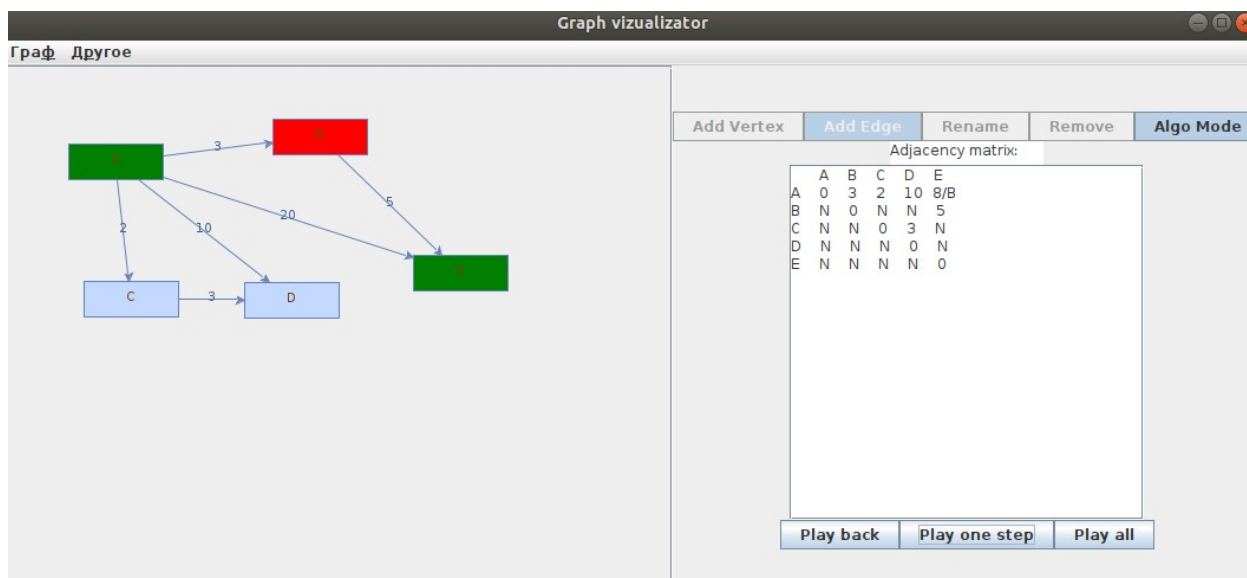 Graph vizualizator
Граф Другое
Add Vertex Add Edge Rename Remove Algo Mode
Adjacency matrix:
A B C D E
A 0 3 2 10 8/B
B N 0 N N 5
C N N 0 3 N
D N N N 0 N
E N N N N 0
A
3
B
5
20
2
10
C
3
D
Play back Play one step Play all